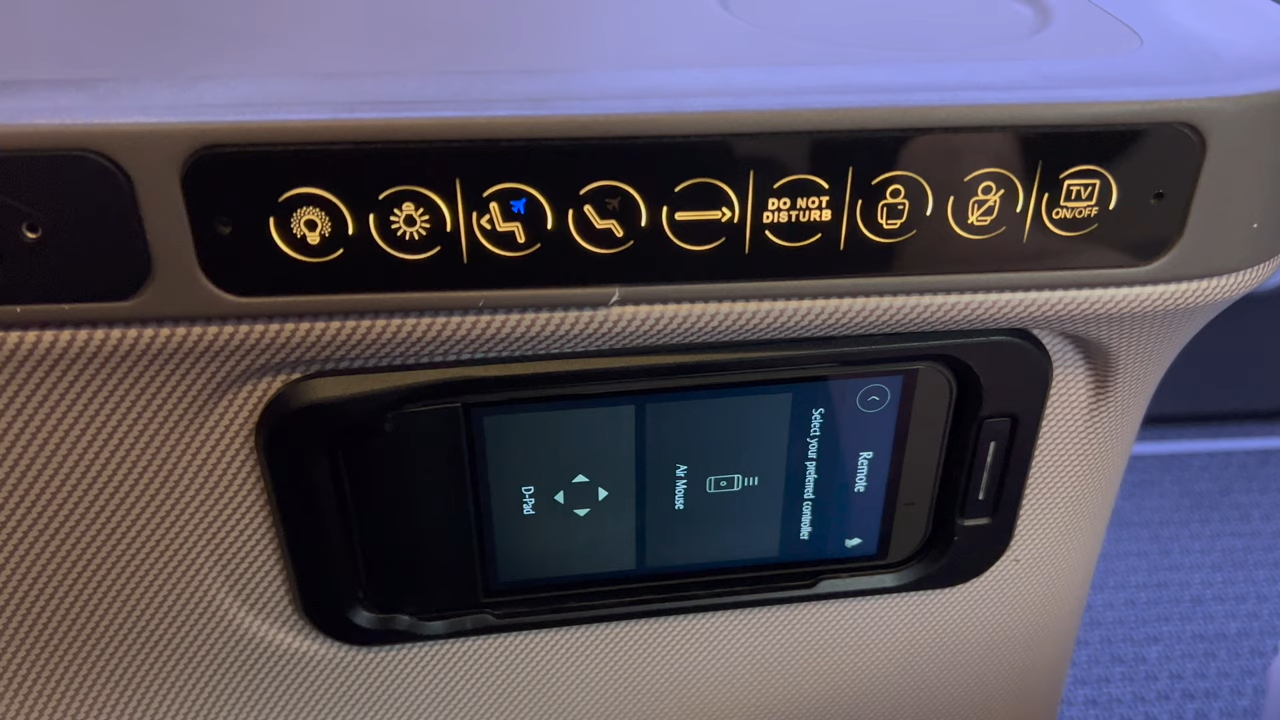 DO NOT
DISTURB
TV
ON/OFF
Remote
Select your preferred controller
Air Mouse
D-Pad